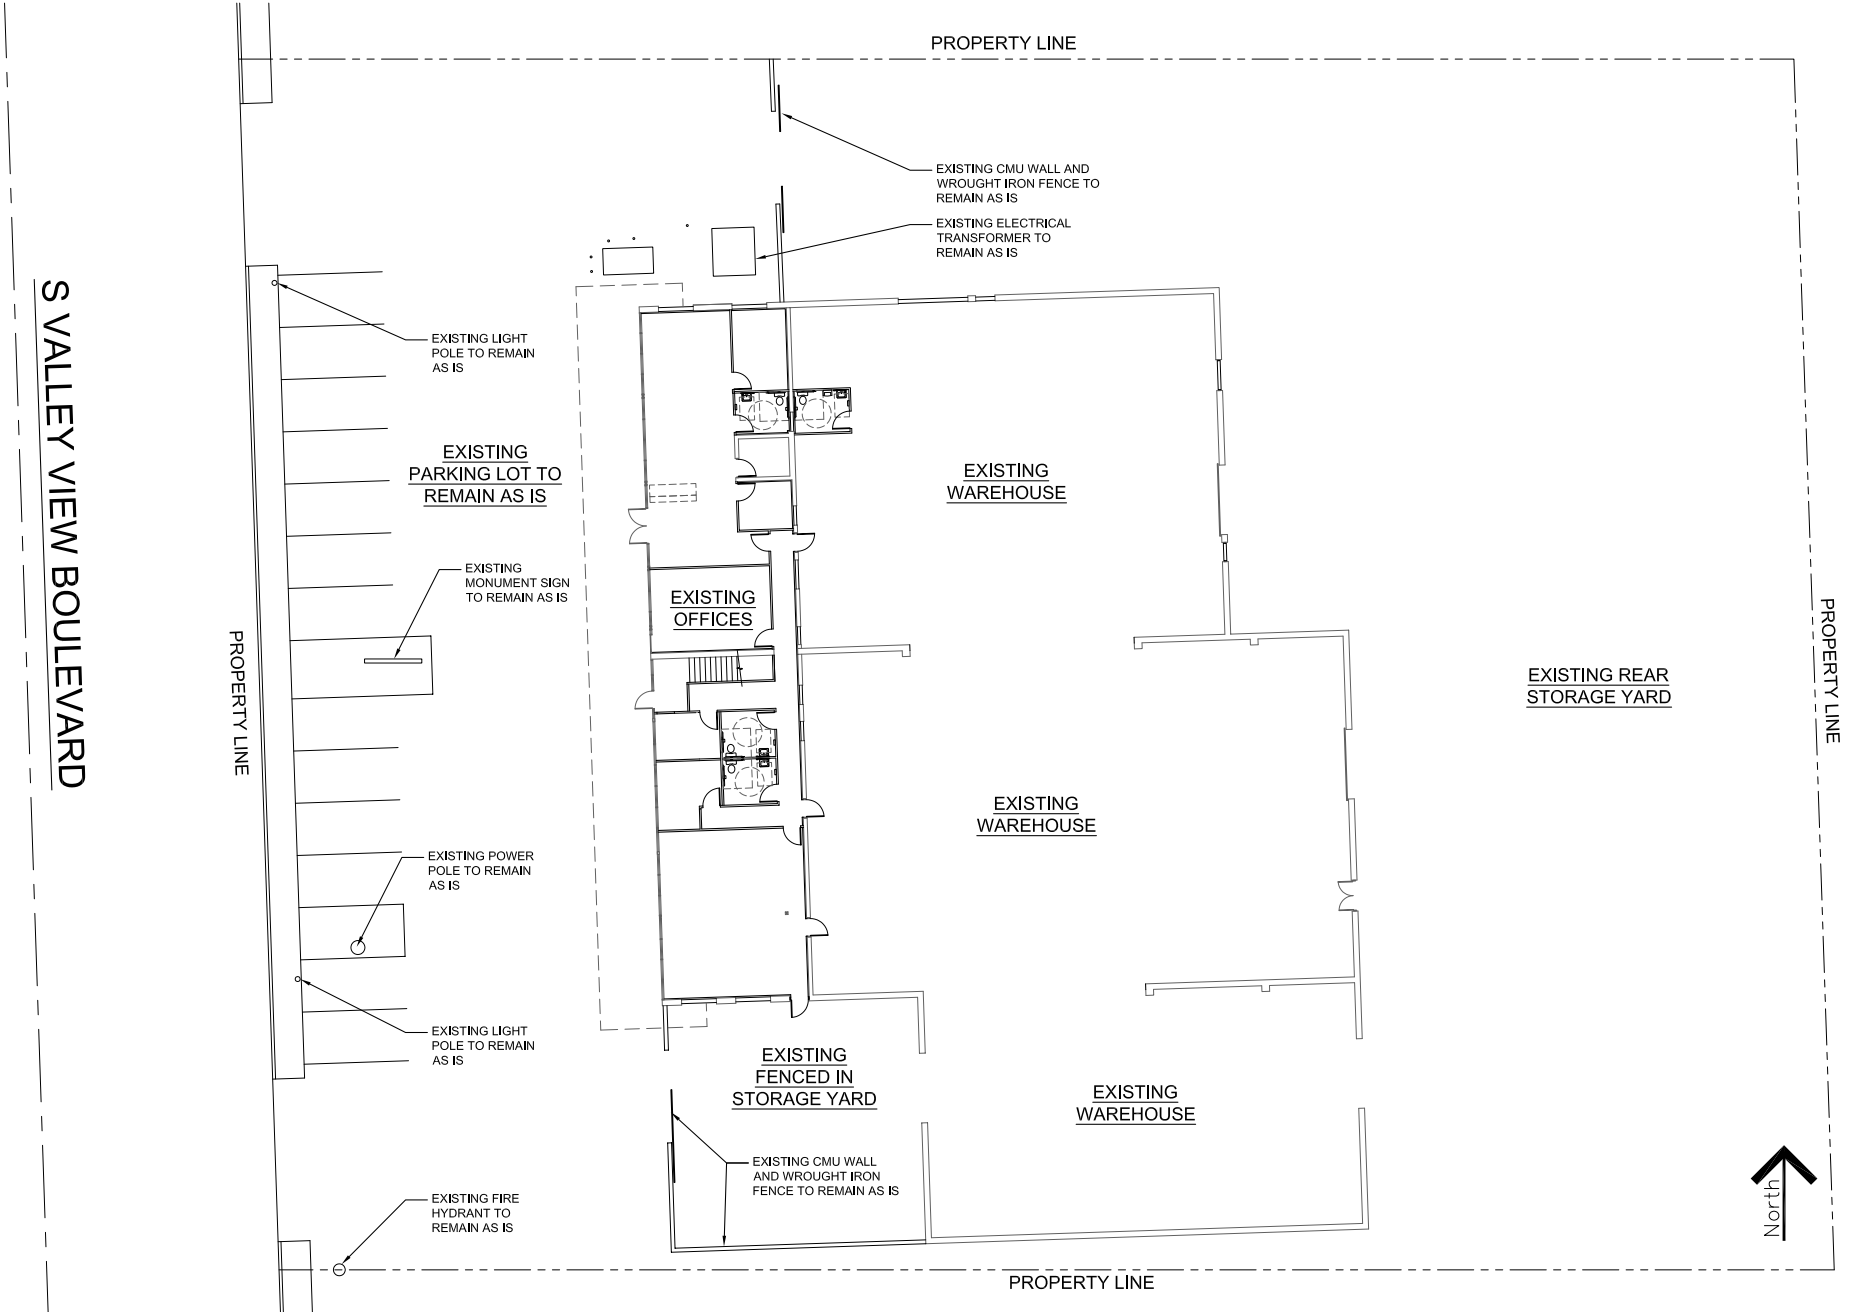 PROPERTY LINE
EXISTING CMU WALL AND
WROUGHT IRON FENCE TO
REMAIN AS IS
EXISTING ELECTRICAL
TRANSFORMER TO
REMAIN AS IS
S VALLEY VIEW BOULEVARD
EXISTING LIGHT
POLE TO REMAIN
AS IS
EXISTING
PARKING LOT TO
REMAIN AS IS
EXISTING
WAREHOUSE
EXISTING
MONUMENT SIGN
TO REMAIN AS IS
EXISTING
OFFICES
PROPERTY LINE
EXISTING REAR
STORAGE YARD
PROPERTY LINE
EXISTING
WAREHOUSE
EXISTING POWER
POLE TO REMAIN
AS IS
EXISTING LIGHT
POLE TO REMAIN
AS IS
EXISTING
FENCED IN
STORAGE YARD
EXISTING
WAREHOUSE
EXISTING CMU WALL
AND WROUGHT IRON
FENCE TO REMAIN AS IS
EXISTING FIRE
HYDRANT TO
REMAIN AS IS
North
PROPERTY LINE